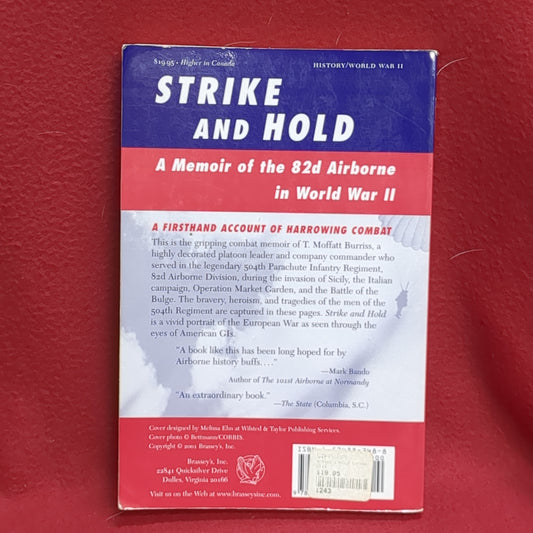 $19.95 • Higher in Canada
HISTORY/WORLD WAR II
STRIKE
AND HOLD
A Memoir of the 82d Airborne
in World War II
A FIRSTHAND ACCOUNT OF HARROWING COMBAT
This is the gripping combat memoir of T. Moffatt Burriss, a
highly decorated platoon leader and company commander who
served in the legendary 504th Parachute Infantry Regiment,
82d Airborne Division, during the invasion of Sicily, the Italian
campaign, Operation Market Garden, and the Battle of the
Bulge. The bravery, heroism, and tragedies of the men of the
504th Regiment are captured in these pages. Strike and Hold
is a vivid portrait of the European War as seen through the
eyes of American GIs.
“A book like this has been long hoped for by
Airborne history buffs. . . .”
—Mark Bando
Author of The 101st Airborne at Normandy
“An extraordinary book.”
—The State (Columbia, S.C.)
Cover designed by Melissa Ehn at Wilsted & Taylor Publishing Services.
Cover photo © Bettmann/CORBIS.
Copyright © 2001 Brassey's, Inc.
Brassey's, Inc.
22841 Quicksilver Drive
Dulles, Virginia 20166
Visit us on the Web at www.brasseysinc.com
ISBN
$19.95
1243